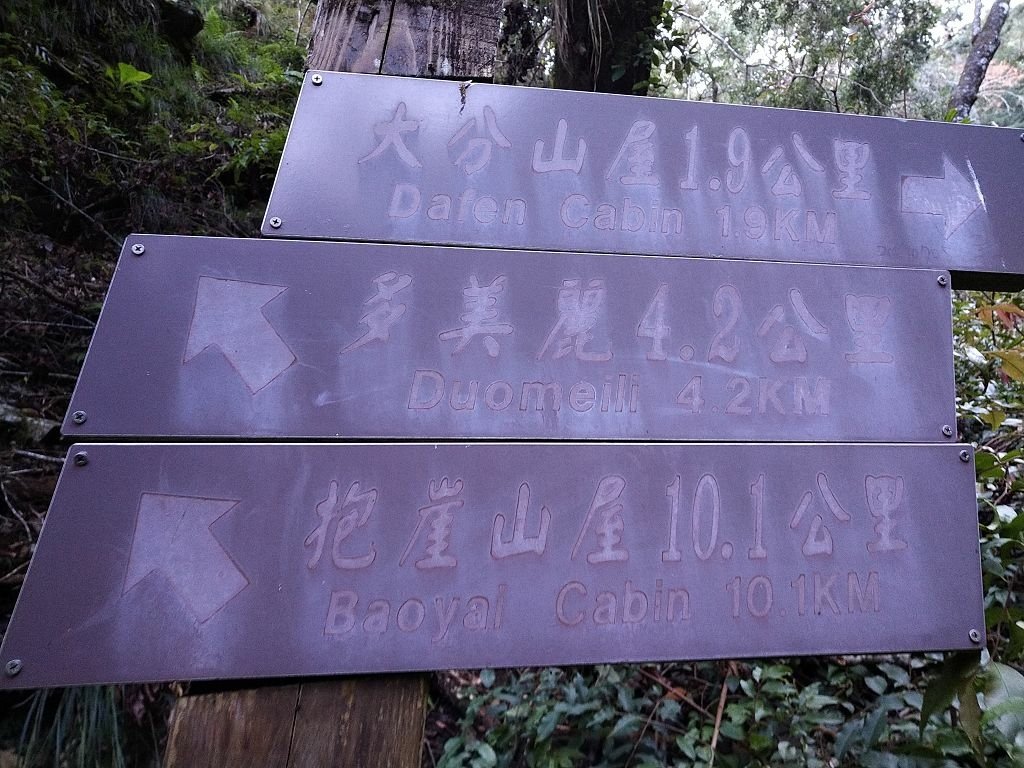 大分山屋1.9公里
Dafen Cabin 1.9KM
多美麗4.2公里
Duomeili 4.2KM
抱崖山屋10.1公里
Baoyai Cabin 10.1KM